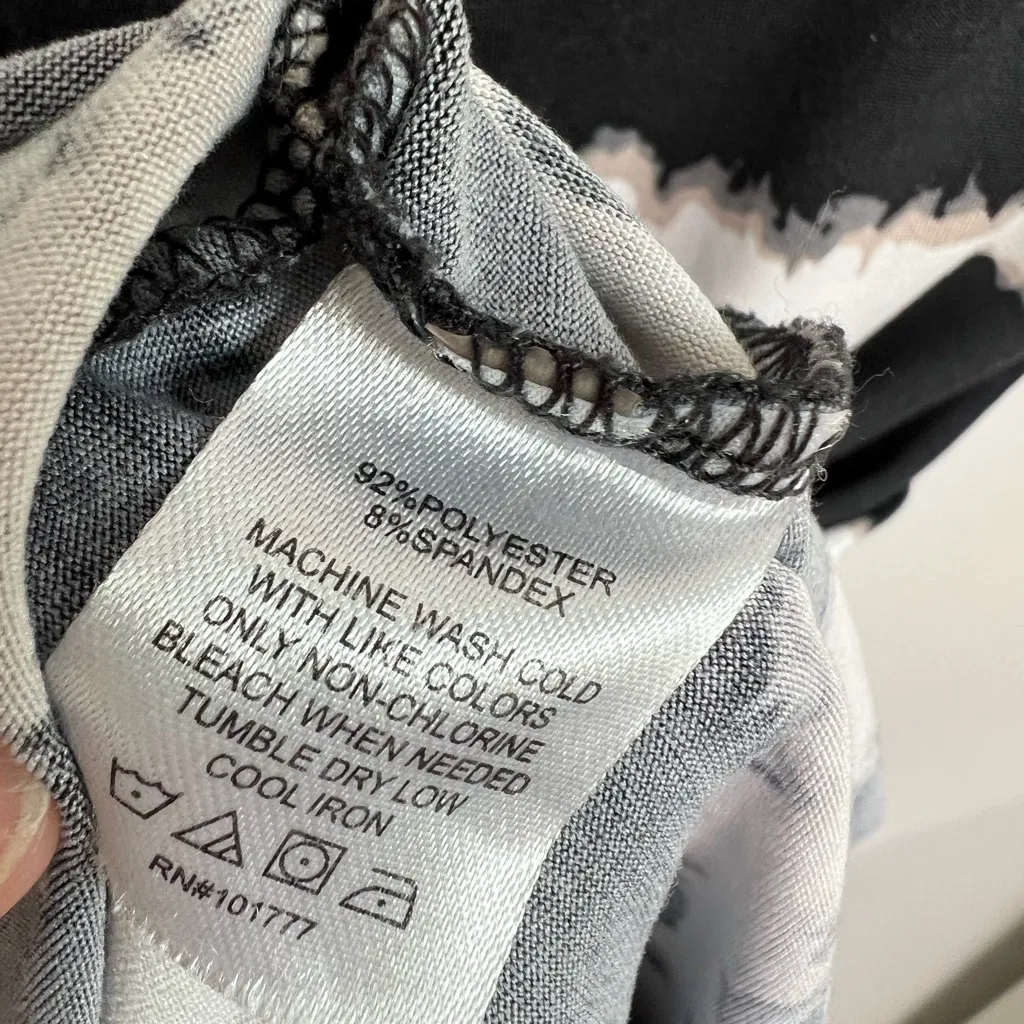 92%POLYESTER
8%SPANDEX
MACHINE WASH COLD
WITH LIKE COLORS
ONLY NON-CHLORINE
BLEACH WHEN NEEDED
TUMBLE DRY LOW
COOL IRON
RN#101777